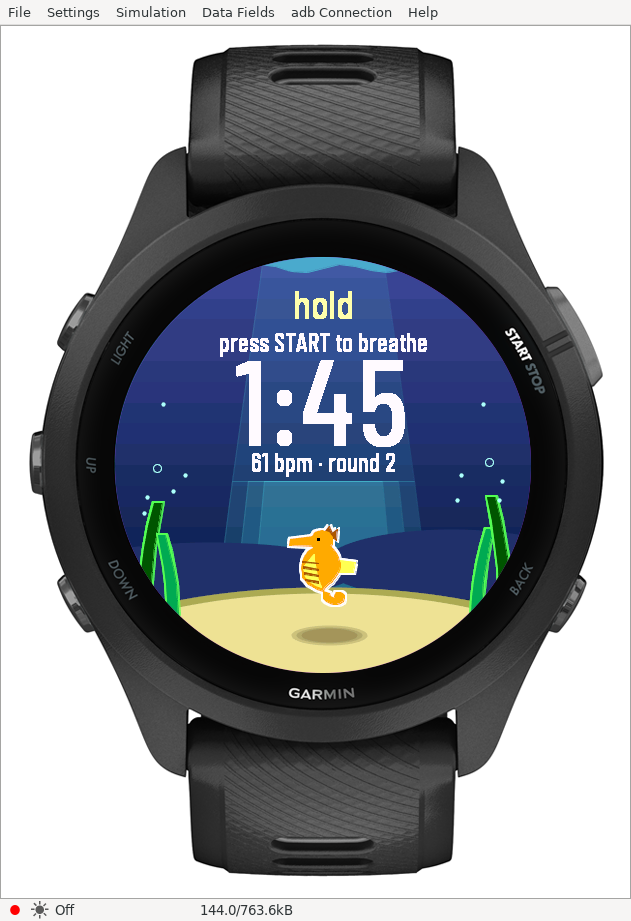 File Settings Simulation Data Fields adb Connection Help
hold
press START to breathe
1:45
61 bpm · round 2
LIGHT
START STOP
UP
DOWN
BACK
GARMIN
Off 144.0/763.6kB